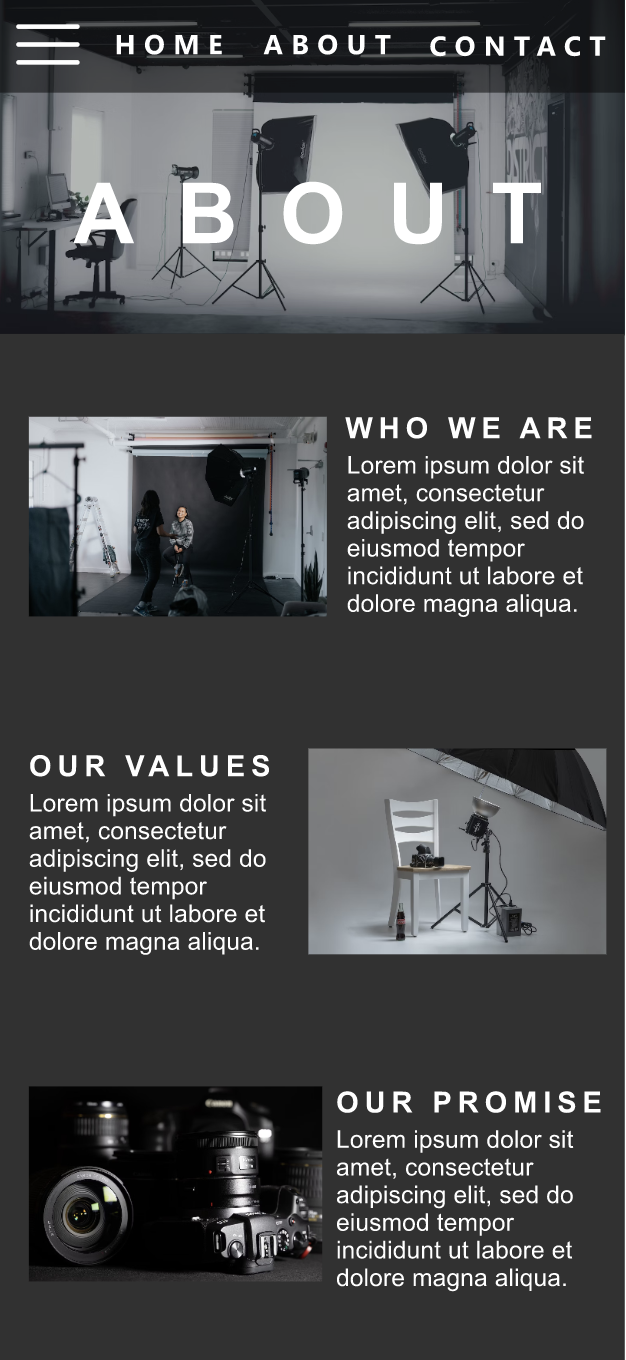 HOME ABOUT CONTACT
ABOUT
WHO WE ARE
Lorem ipsum dolor sit
amet, consectetur
adipiscing elit, sed do
eiusmod tempor
incididunt ut labore et
dolore magna aliqua.
OUR VALUES
Lorem ipsum dolor sit
amet, consectetur
adipiscing elit, sed do
eiusmod tempor
incididunt ut labore et
dolore magna aliqua.
OUR PROMISE
Lorem ipsum dolor sit
amet, consectetur
adipiscing elit, sed do
eiusmod tempor
incididunt ut labore et
dolore magna aliqua.